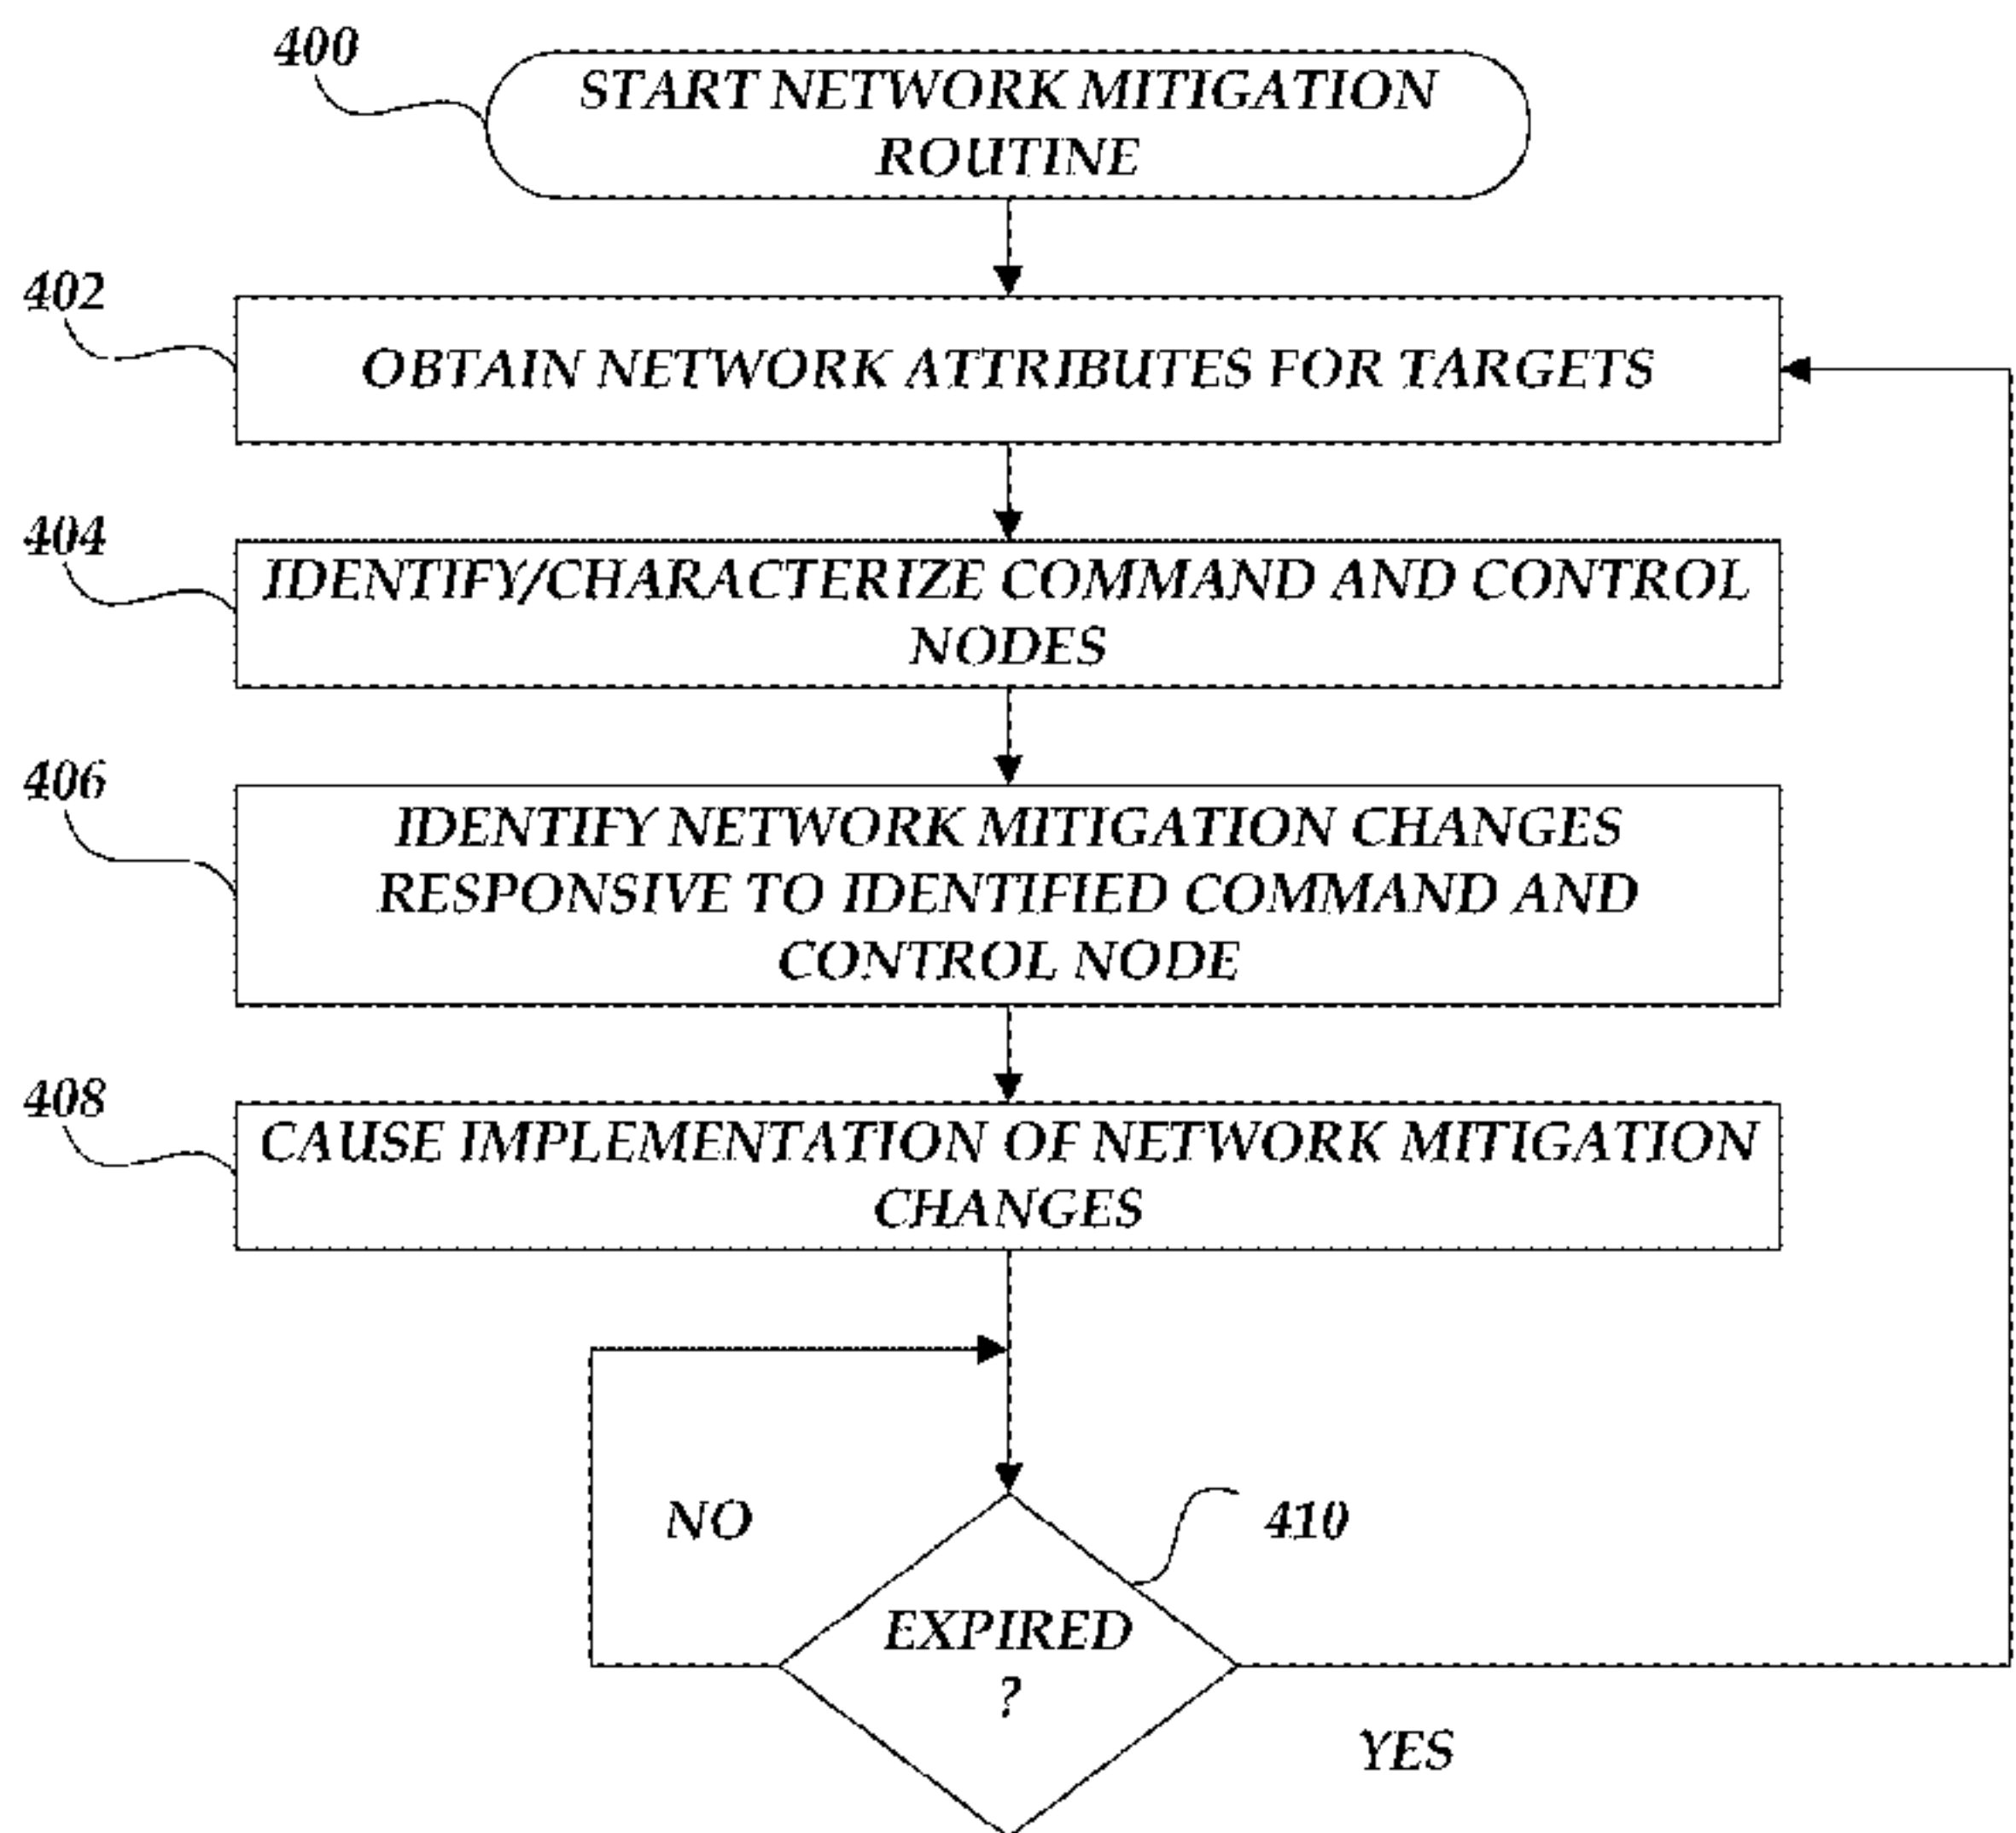 400
START NETWORK MITIGATION
ROUTINE
402
OBTAIN NETWORK ATTRIBUTES FOR TARGETS
404
IDENTIFY/CHARACTERIZE COMMAND AND CONTROL
NODES
406
IDENTIFY NETWORK MITIGATION CHANGES
RESPONSIVE TO IDENTIFIED COMMAND AND
CONTROL NODE
408
CAUSE IMPLEMENTATION OF NETWORK MITIGATION
CHANGES
NO
410
EXPIRED
?
YES